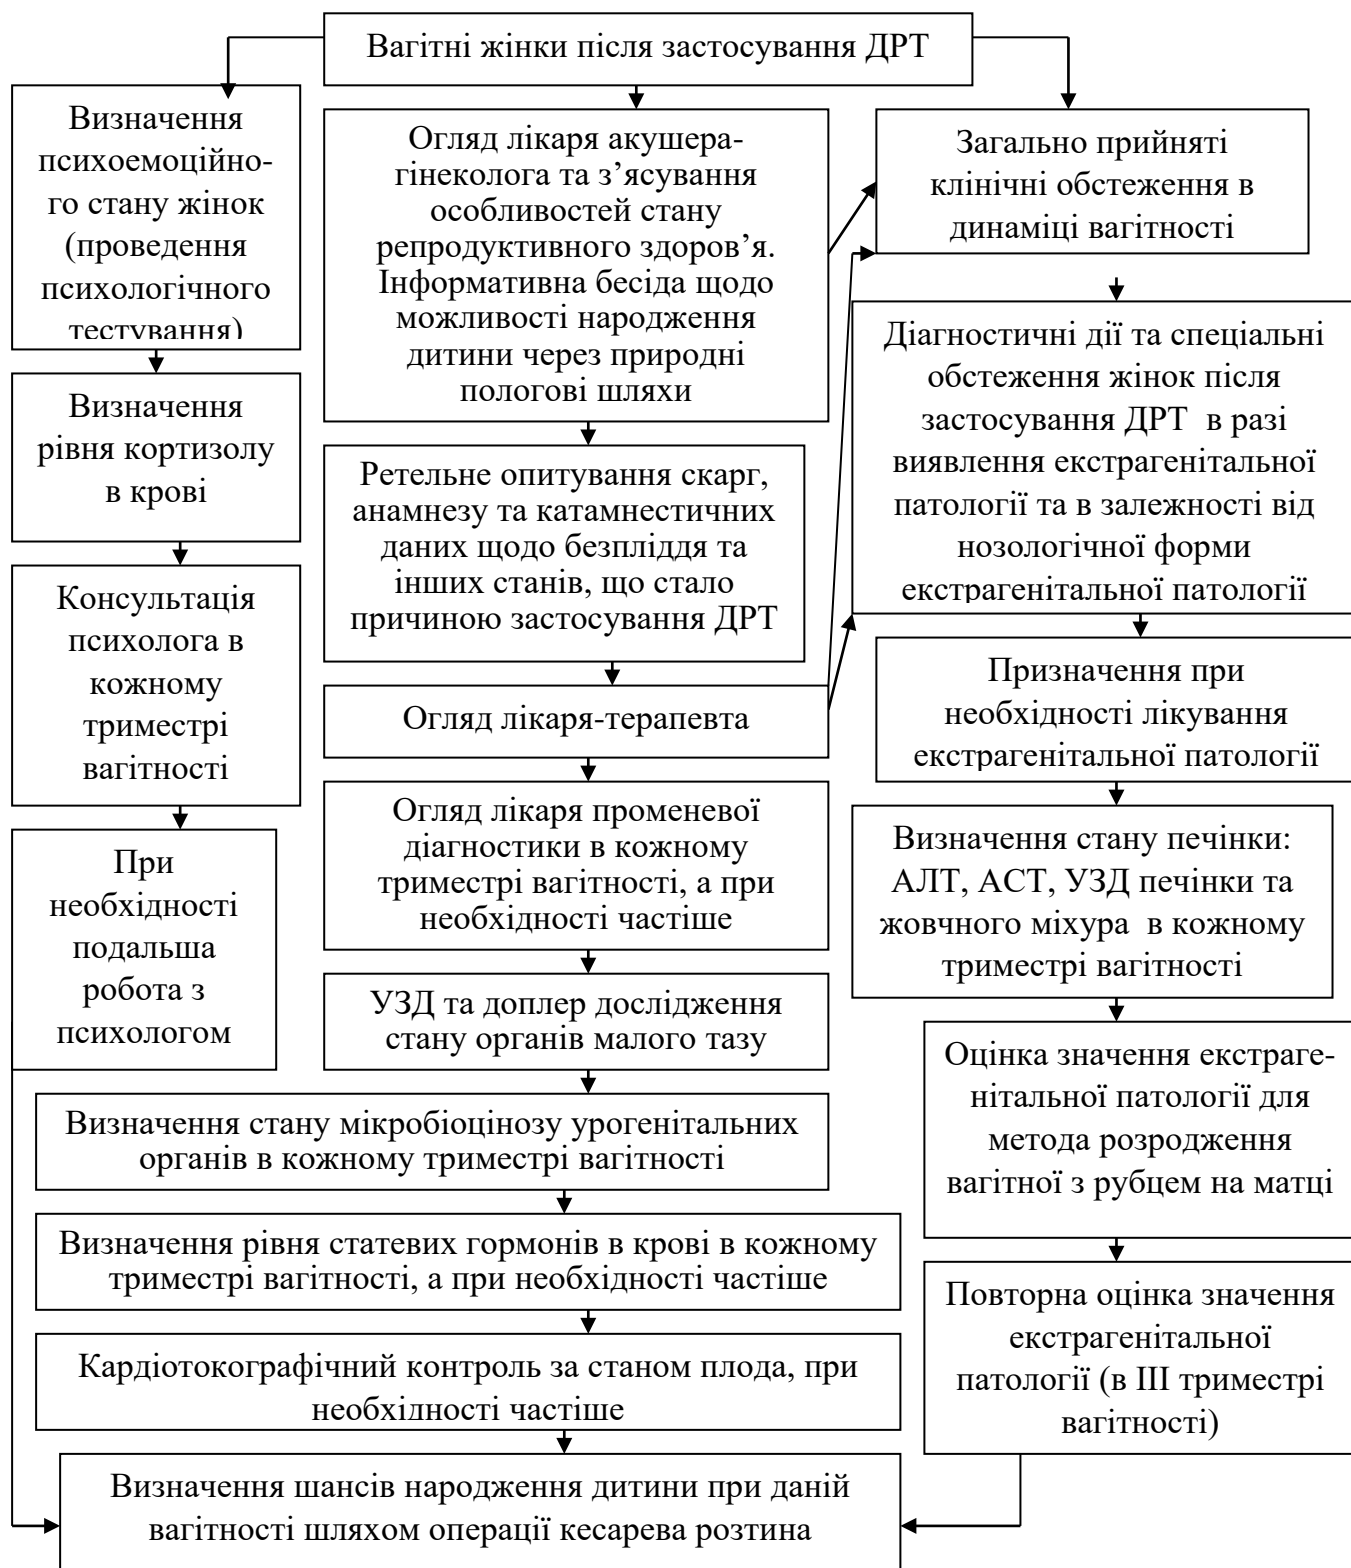 Вагітні жінки після застосування ДРТ
Визначення
психоемоційно-
го стану жінок
(проведення
психологічного
тестування)
Визначення
рівня кортизолу
в крові
Консультація
психолога в
кожному
триместрі
вагітності
При
необхідності
подальша
робота з
психологом
Огляд лікаря акушера-
гінеколога та з’ясування
особливостей стану
репродуктивного здоров’я.
Інформативна бесіда щодо
можливості народження
дитини через природні
пологові шляхи
Ретельне опитування скарг,
анамнезу та катамнестичних
даних щодо безпліддя та
інших станів, що стало
причиною застосування ДРТ
Огляд лікаря-терапевта
Огляд лікаря променевої
діагностики в кожному
триместрі вагітності, а при
необхідності частіше
УЗД та доплер дослідження
стану органів малого тазу
Визначення стану мікробіоцінозу урогенітальних
органів в кожному триместрі вагітності
Визначення рівня статевих гормонів в крові в кожному
триместрі вагітності, а при необхідності частіше
Кардіотокографічний контроль за станом плода, при
необхідності частіше
Загально прийняті
клінічні обстеження в
динаміці вагітності
Діагностичні дії та спеціальні
обстеження жінок після
застосування ДРТ в разі
виявлення екстрагенітальної
патології та в залежності від
нозологічної форми
екстрагенітальної патології
Призначення при
необхідності лікування
екстрагенітальної патології
Визначення стану печінки:
АЛТ, АСТ, УЗД печінки та
жовчного міхура в кожному
триместрі вагітності
Оцінка значення екстраге-
нітальної патології для
метода розродження
вагітної з рубцем на матці
Повторна оцінка значення
екстрагенітальної
патології (в ІІІ триместрі
вагітності)
Визначення шансів народження дитини при даній
вагітності шляхом операції кесарева розтина